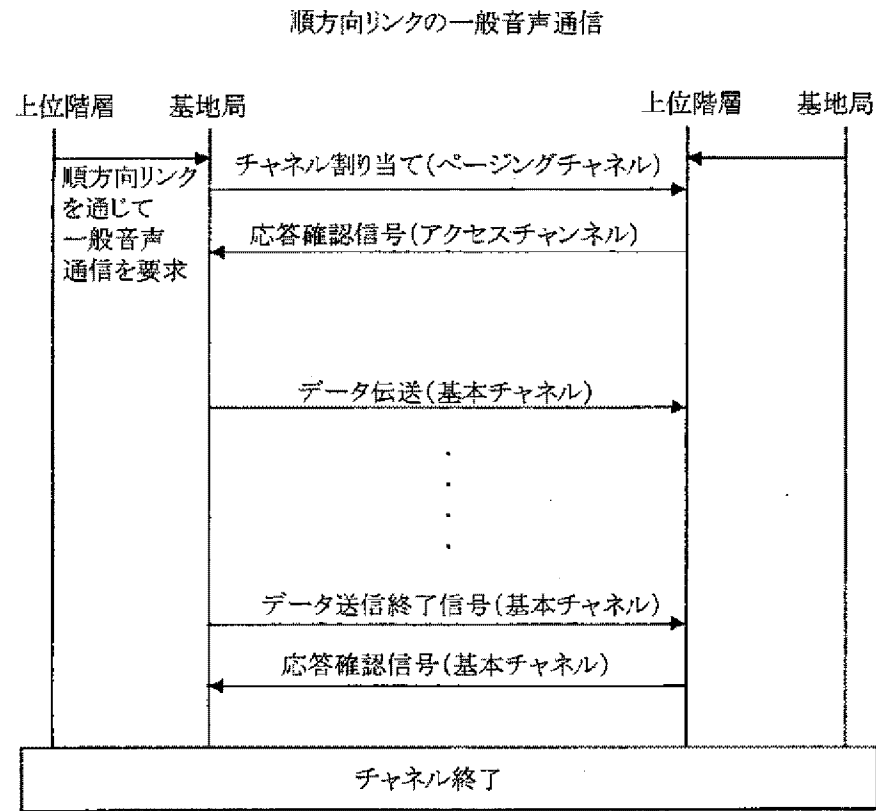 順方向リンクの一般音声通信
上位階層 基地局 上位階層 基地局
チャネル割り当て(ページングチャネル)
順方向リンク
を通じて
一般音声
通信を要求
応答確認信号(アクセスチャンネル)
データ伝送(基本チャネル)
データ送信終了信号(基本チャネル)
応答確認信号(基本チャネル)
チャネル終了